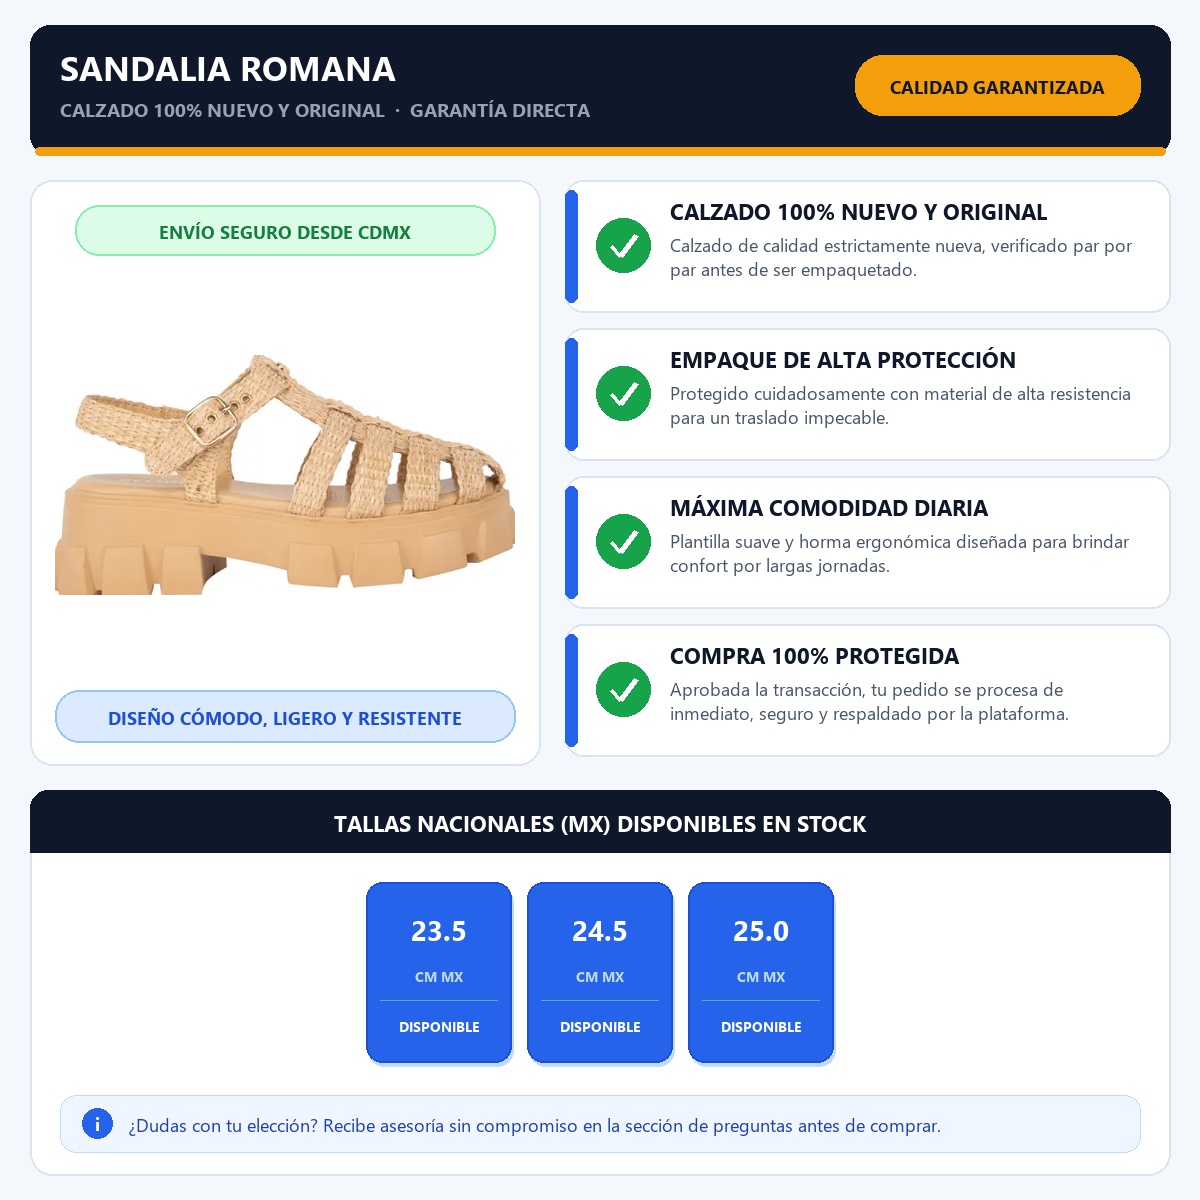 SANDALIA ROMANA
CALZADO 100% NUEVO Y ORIGINAL · GARANTÍA DIRECTA
CALIDAD GARANTIZADA
ENVÍO SEGURO DESDE CDMX
DISEÑO CÓMODO, LIGERO Y RESISTENTE
CALZADO 100% NUEVO Y ORIGINAL
Calzado de calidad estrictamente nueva, verificado par por
par antes de ser empaquetado.
EMPAQUE DE ALTA PROTECCIÓN
Protegido cuidadosamente con material de alta resistencia
para un traslado impecable.
MÁXIMA COMODIDAD DIARIA
Plantilla suave y horma ergonómica diseñada para brindar
confort por largas jornadas.
COMPRA 100% PROTEGIDA
Aprobada la transacción, tu pedido se procesa de
inmediato, seguro y respaldado por la plataforma.
TALLAS NACIONALES (MX) DISPONIBLES EN STOCK
23.5
CM MX
DISPONIBLE
24.5
CM MX
DISPONIBLE
25.0
CM MX
DISPONIBLE
¿Dudas con tu elección? Recibe asesoría sin compromiso en la sección de preguntas antes de comprar.